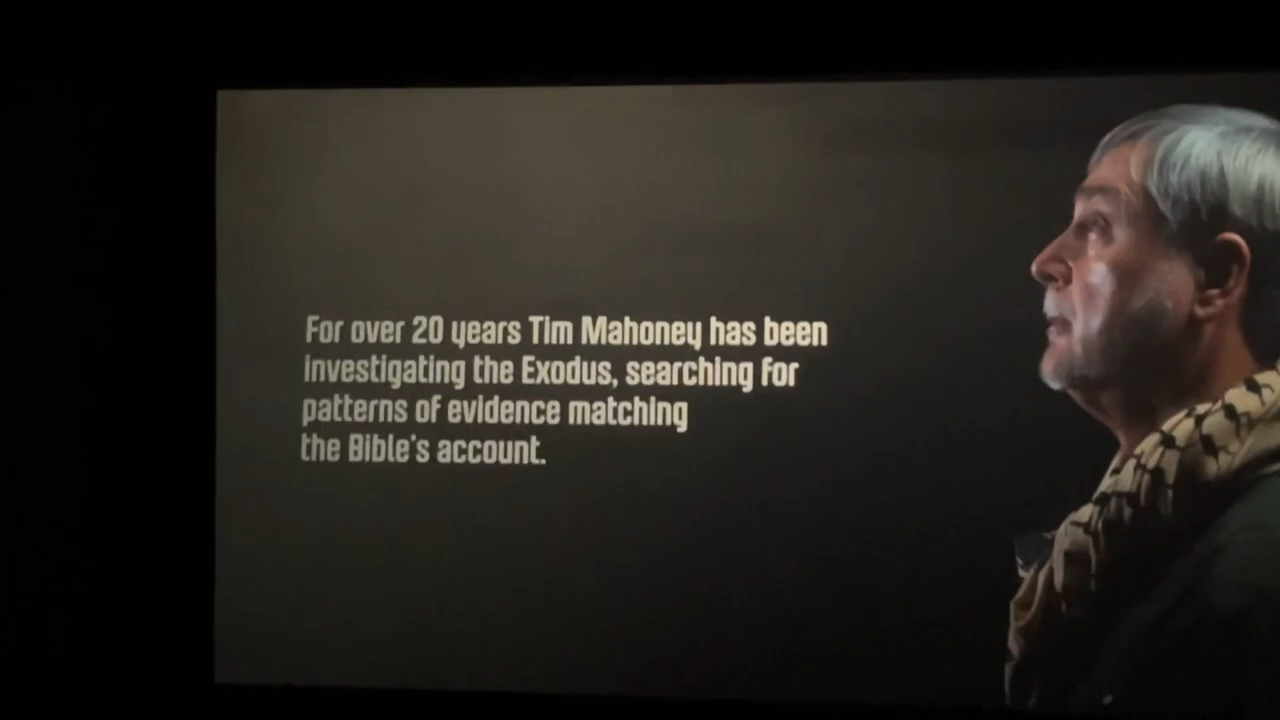 For over 20 years Tim Mahoney has been
investigating the Exodus, searching for
patterns of evidence matching
the Bible's account.